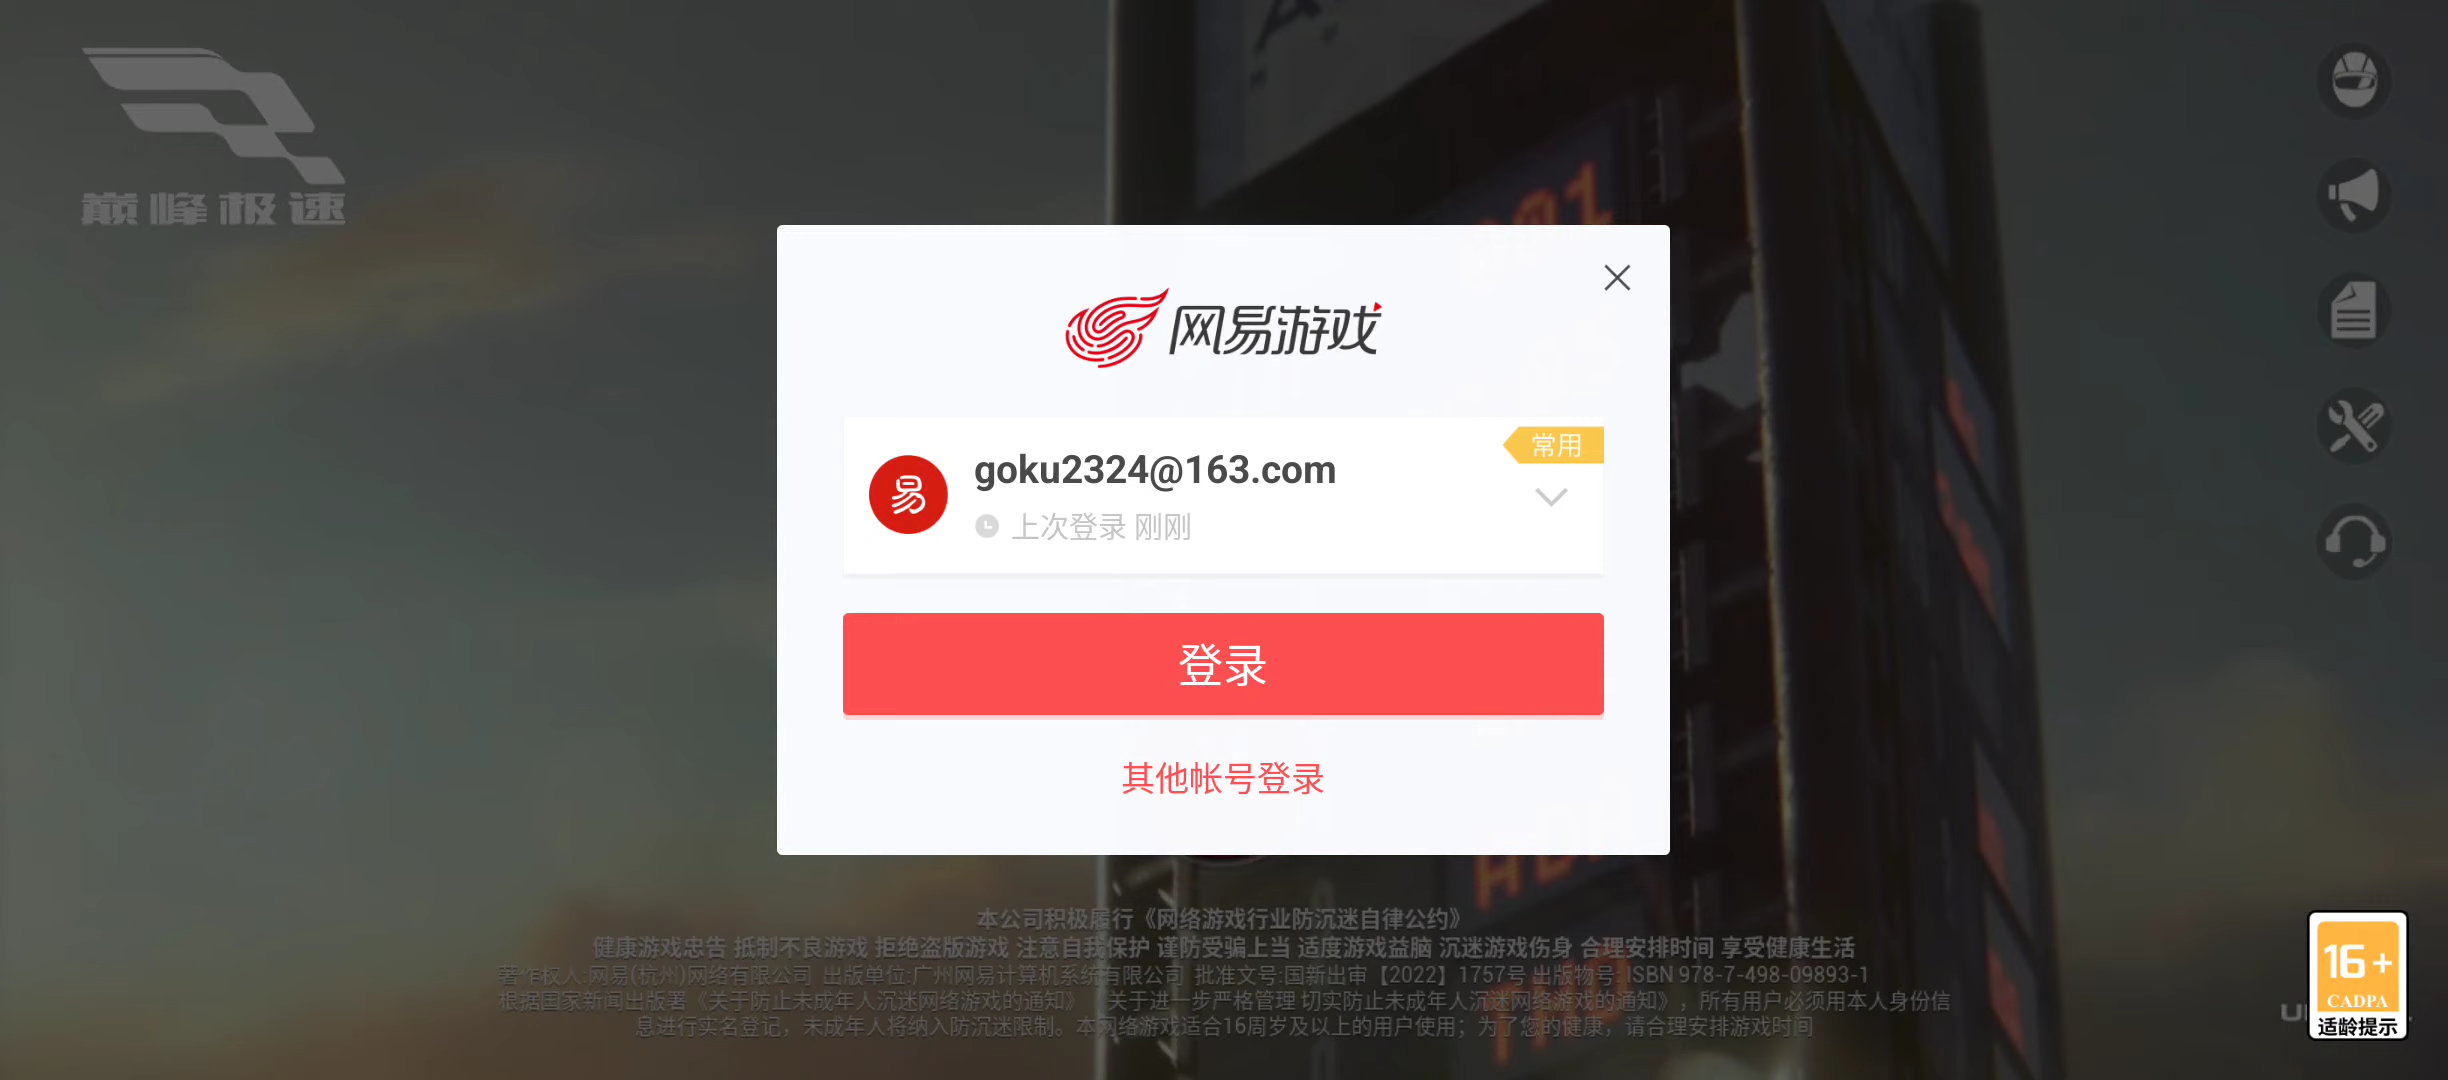 巅峰极速
网易游戏
常用
易
goku2324@163.com
上次登录 刚刚
登录
其他帐号登录
本公司积极履行《网络游戏行业防沉迷自律公约》
健康游戏忠告 抵制不良游戏 拒绝盗版游戏 注意自我保护 谨防受骗上当 适度游戏益脑 沉迷游戏伤身 合理安排时间 享受健康生活
著作权人:网易(杭州)网络有限公司 出版单位:广州网易计算机系统有限公司 批准文号:国新出审【2022】1757号 出版物号: ISBN 978-7-498-09893-1
根据国家新闻出版署《关于防止未成年人沉迷网络游戏的通知》《关于进一步严格管理 切实防止未成年人沉迷网络游戏的通知》，所有用户必须用本人身份信
息进行实名登记，未成年人将纳入防沉迷限制。本网络游戏适合16周岁及以上的用户使用；为了您的健康，请合理安排游戏时间
16+
CADPA
适龄提示